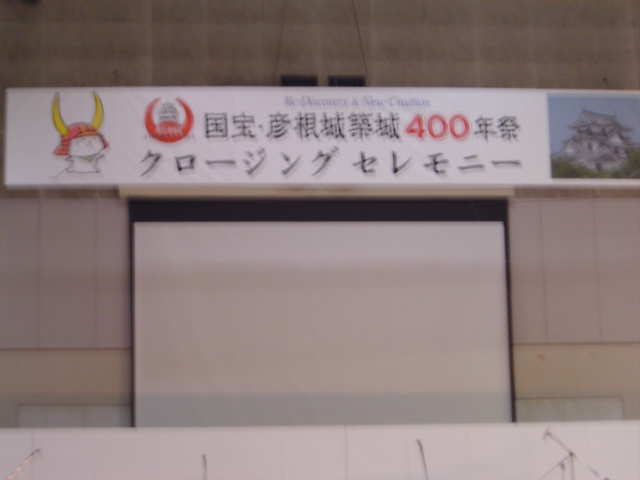 Re-Discovery & New-Creation
国宝・彦根城築城400年祭
クロージングセレモニー